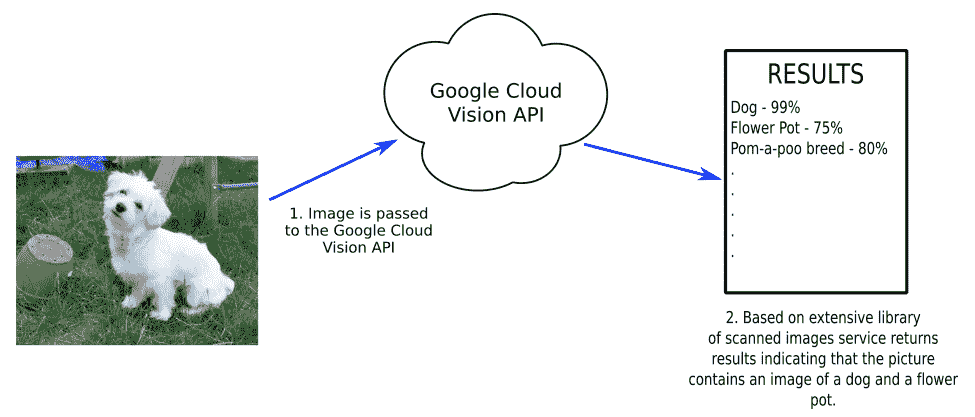 Google Cloud
Vision API
1. Image is passed
to the Google Cloud
Vision API
RESULTS
Dog - 99%
Flower Pot - 75%
Pom-a-poo breed - 80%
.
.
.
.
.
2. Based on extensive library
of scanned images service returns
results indicating that the picture
contains an image of a dog and a flower
pot.